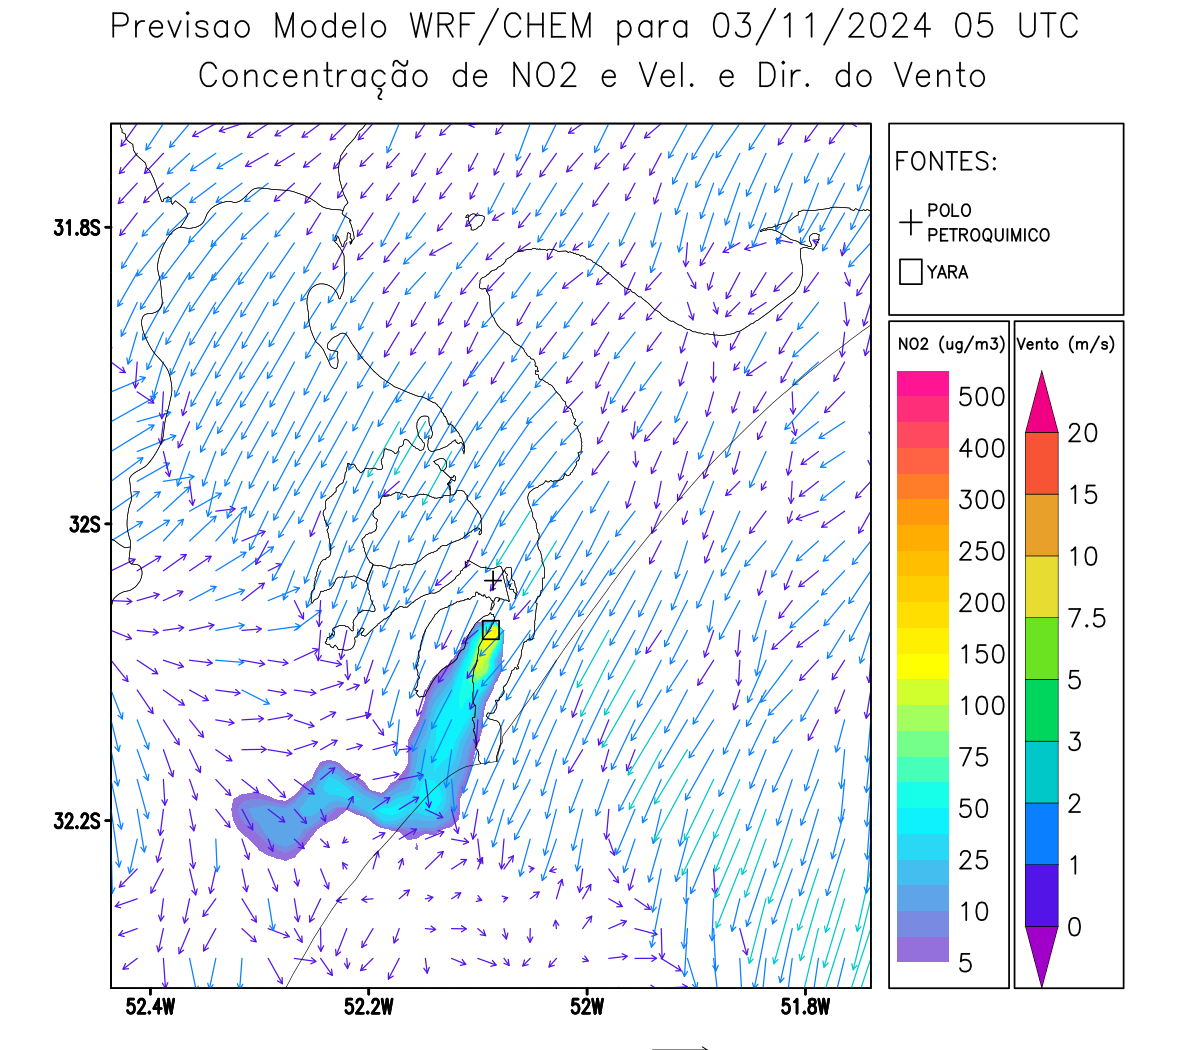 Previsao Modelo WRF/CHEM para 03/11/2024 05 UTC
Concentração de NO2 e Vel. e Dir. do Vento
FONTES:
POLO
PETROQUIMICO
YARA
NO2 (ug/m3)
500
400
300
250
200
150
100
75
50
25
10
5
Vento (m/s)
20
15
10
7.5
5
3
2
1
0
31.8S
32S
32.2S
52.4W
52.2W
52W
51.8W